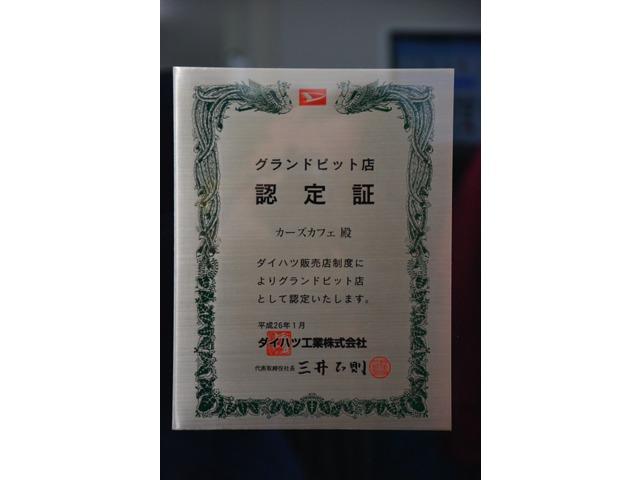 グランドピット店
認定証
カーズカフェ 殿
ダイハツ販売店制度に
よりグランドピット店
として認定いたします。
平成26年1月
ダイハツ工業株式会社
代表取締役社長 三井正則